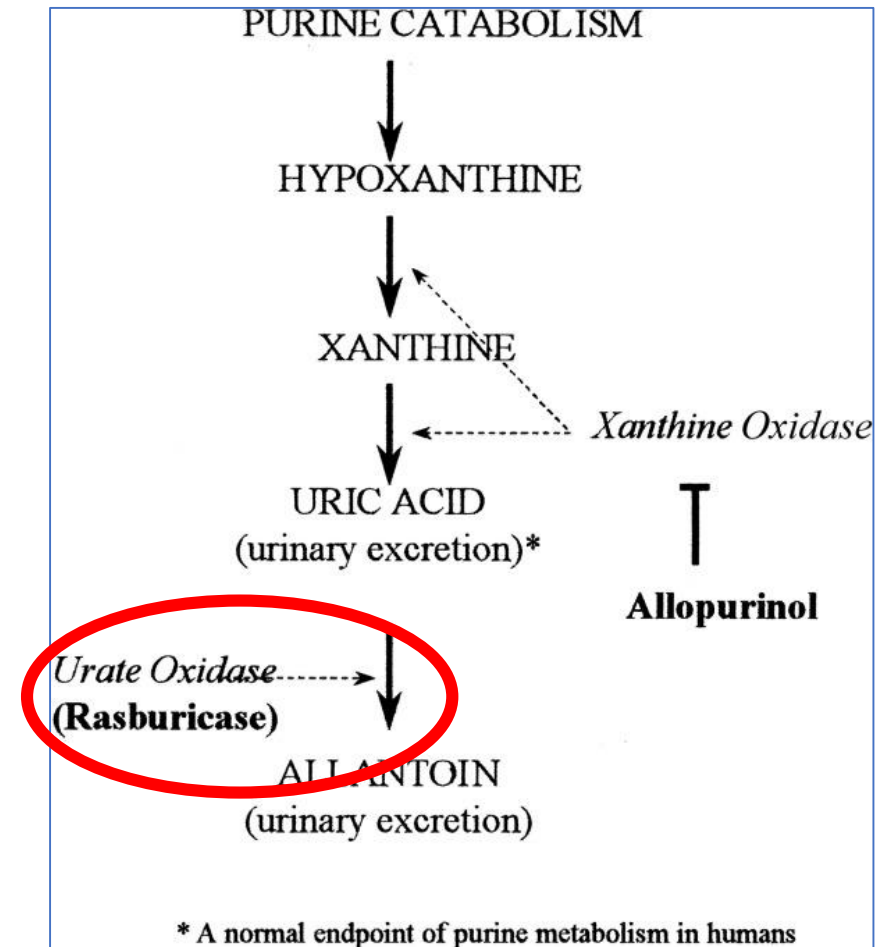 PURINE CATABOLISM
HYPOXANTHINE
XANTHINE
Xanthine Oxidase
URIC ACID
(urinary excretion)*
Allopurinol
Urate Oxidase
(Rasburicase)
ALLANTOIN
(urinary excretion)
* A normal endpoint of purine metabolism in humans